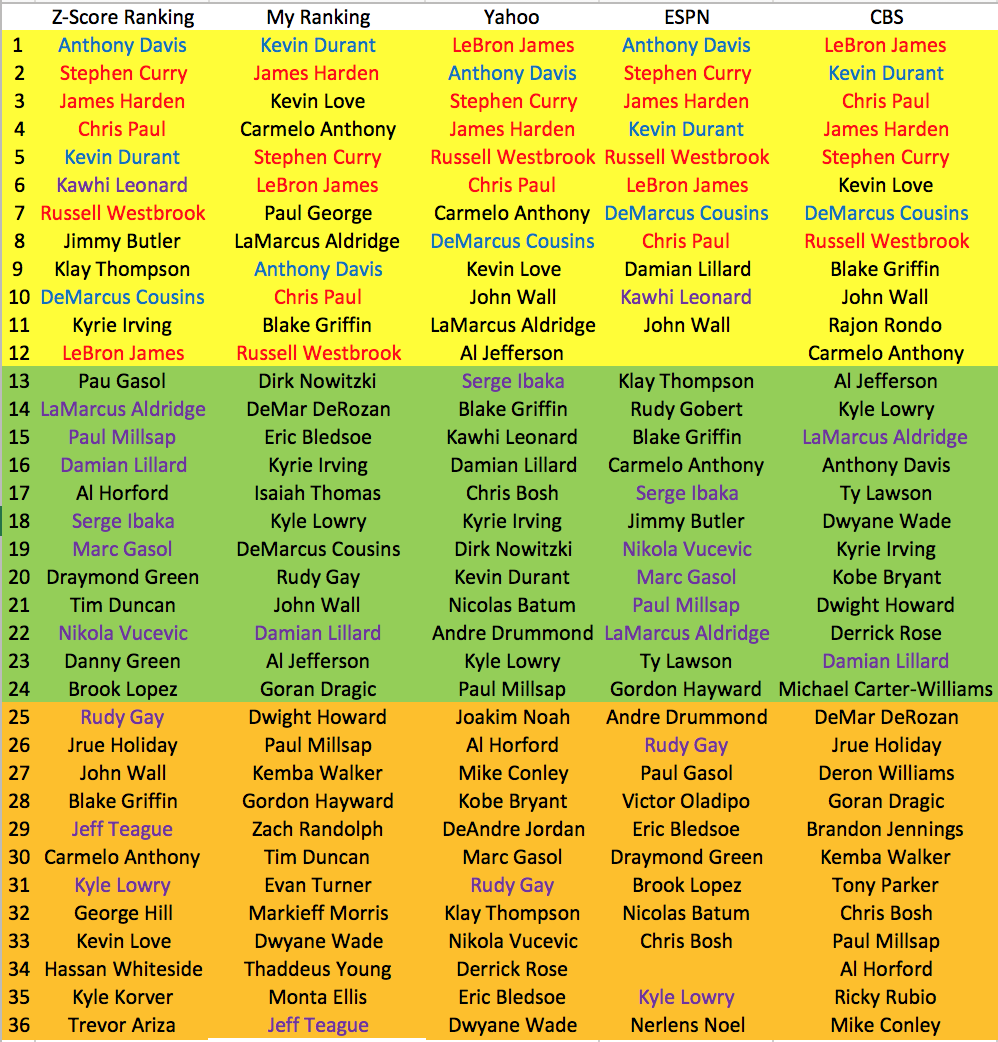 Z-Score Ranking My Ranking Yahoo ESPN CBS
1 Anthony Davis Kevin Durant LeBron James Anthony Davis LeBron James
2 Stephen Curry James Harden Anthony Davis Stephen Curry Kevin Durant
3 James Harden Kevin Love Stephen Curry James Harden Chris Paul
4 Chris Paul Carmelo Anthony James Harden Kevin Durant James Harden
5 Kevin Durant Stephen Curry Russell Westbrook Russell Westbrook Stephen Curry
6 Kawhi Leonard LeBron James Chris Paul LeBron James Kevin Love
7 Russell Westbrook Paul George Carmelo Anthony DeMarcus Cousins DeMarcus Cousins
8 Jimmy Butler LaMarcus Aldridge DeMarcus Cousins Chris Paul Russell Westbrook
9 Klay Thompson Anthony Davis Kevin Love Damian Lillard Blake Griffin
10 DeMarcus Cousins Chris Paul John Wall Kawhi Leonard John Wall
11 Kyrie Irving Blake Griffin LaMarcus Aldridge John Wall Rajon Rondo
12 LeBron James Russell Westbrook Al Jefferson Carmelo Anthony
13 Pau Gasol Dirk Nowitzki Serge Ibaka Klay Thompson Al Jefferson
14 LaMarcus Aldridge DeMar DeRozan Blake Griffin Rudy Gobert Kyle Lowry
15 Paul Millsap Eric Bledsoe Kawhi Leonard Blake Griffin LaMarcus Aldridge
16 Damian Lillard Kyrie Irving Damian Lillard Carmelo Anthony Anthony Davis
17 Al Horford Isaiah Thomas Chris Bosh Serge Ibaka Ty Lawson
18 Serge Ibaka Kyle Lowry Kyrie Irving Jimmy Butler Dwyane Wade
19 Marc Gasol DeMarcus Cousins Dirk Nowitzki Nikola Vucevic Kyrie Irving
20 Draymond Green Rudy Gay Kevin Durant Marc Gasol Kobe Bryant
21 Tim Duncan John Wall Nicolas Batum Paul Millsap Dwight Howard
22 Nikola Vucevic Damian Lillard Andre Drummond LaMarcus Aldridge Derrick Rose
23 Danny Green Al Jefferson Kyle Lowry Ty Lawson Damian Lillard
24 Brook Lopez Goran Dragic Paul Millsap Gordon Hayward Michael Carter-Williams
25 Rudy Gay Dwight Howard Joakim Noah Andre Drummond DeMar DeRozan
26 Jrue Holiday Paul Millsap Al Horford Rudy Gay Jrue Holiday
27 John Wall Kemba Walker Mike Conley Paul Gasol Deron Williams
28 Blake Griffin Gordon Hayward Kobe Bryant Victor Oladipo Goran Dragic
29 Jeff Teague Zach Randolph DeAndre Jordan Eric Bledsoe Brandon Jennings
30 Carmelo Anthony Tim Duncan Marc Gasol Draymond Green Kemba Walker
31 Kyle Lowry Evan Turner Rudy Gay Brook Lopez Tony Parker
32 George Hill Markieff Morris Klay Thompson Nicolas Batum Chris Bosh
33 Kevin Love Dwyane Wade Nikola Vucevic Chris Bosh Paul Millsap
34 Hassan Whiteside Thaddeus Young Derrick Rose Al Horford
35 Kyle Korver Monta Ellis Eric Bledsoe Kyle Lowry Ricky Rubio
36 Trevor Ariza Jeff Teague Dwyane Wade Nerlens Noel Mike Conley